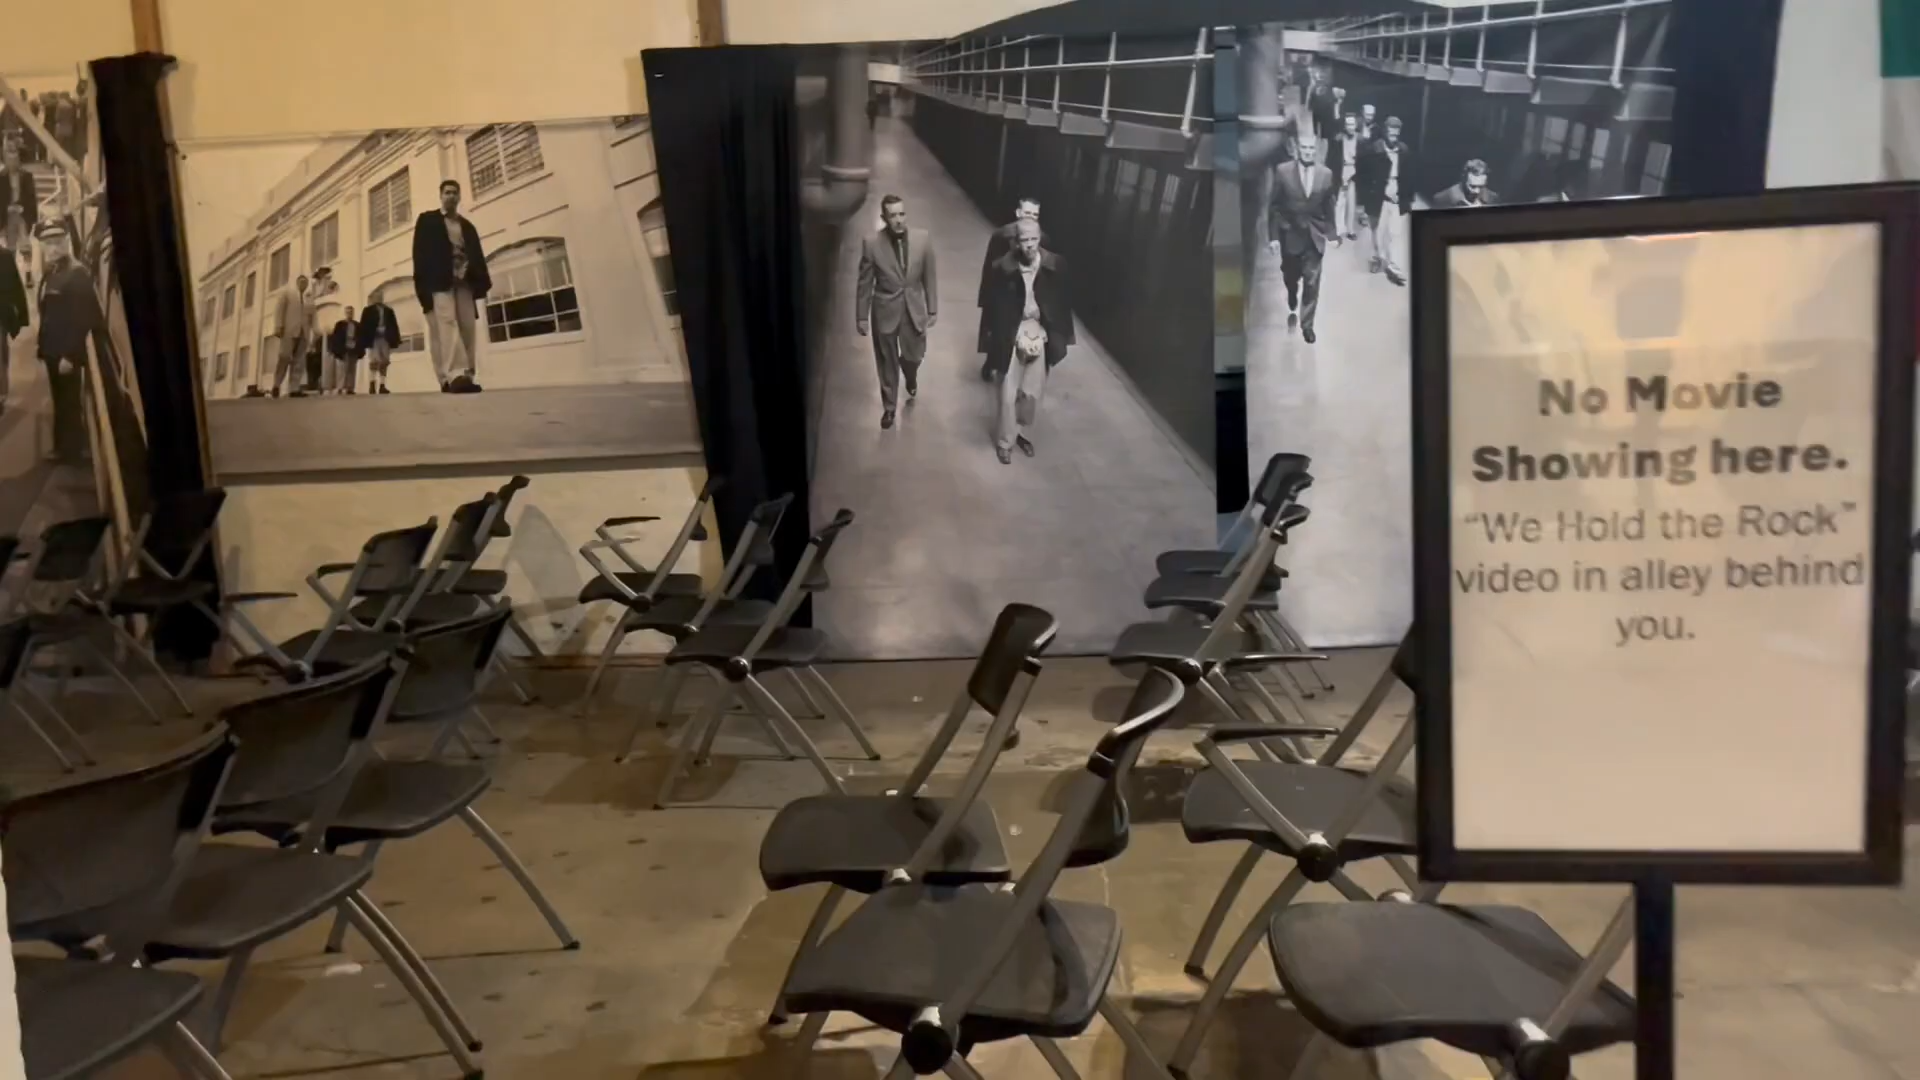 No Movie
Showing here.
“We Hold the Rock”
video in alley behind
you.